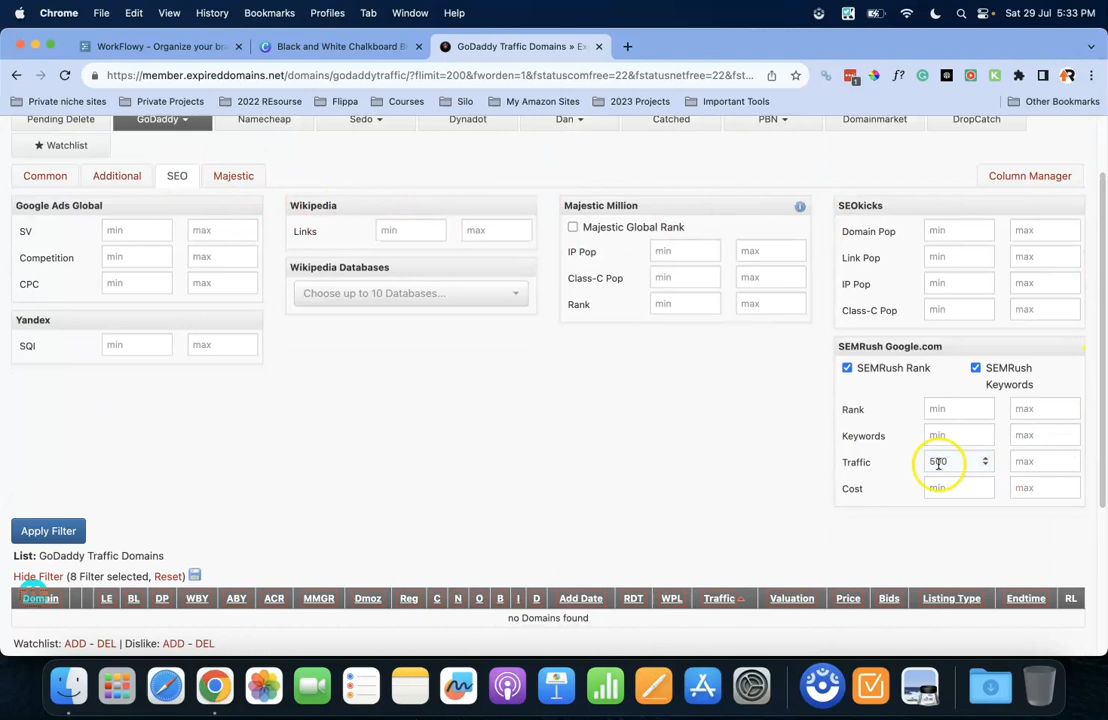 Chrome File Edit View History Bookmarks Profiles Tab Window Help Sat 29 Jul 5:33 PM
WorkFlowy - Organize your bra × Black and White Chalkboard B × GoDaddy Traffic Domains » Ex × +
https://member.expireddomains.net/domains/godaddytraffic/?flimit=200&fworden=1&fstatuscomfree=22&fstatusnetfree=22&fst...
Private niche sites Private Projects 2022 REsourse Flippa Courses Silo My Amazon Sites 2023 Projects Important Tools Other Bookmarks
Pending Delete GoDaddy Namecheap Sedo Dynadot Dan Catched PBN Domainmarket DropCatch
★ Watchlist
Common Additional SEO Majestic Column Manager
Google Ads Global Wikipedia Majestic Million SEOkicks
SV min max Links min max Majestic Global Rank Domain Pop min max
Competition min max IP Pop min max Link Pop min max
CPC min max Wikipedia Databases Class-C Pop min max IP Pop min max
Choose up to 10 Databases... Rank min max Class-C Pop min max
Yandex
SQI min max
SEMRush Google.com
SEMRush Rank SEMRush Keywords
Rank min max
Keywords min max
Traffic 500 max
Cost min max
Apply Filter
List: GoDaddy Traffic Domains
Hide Filter (8 Filter selected, Reset)
Domain LE BL DP WBY ABY ACR MMGR Dmoz Reg C N O B I D Add Date RDT WPL Traffic Valuation Price Bids Listing Type Endtime RL
no Domains found
Watchlist: ADD - DEL | Dislike: ADD - DEL